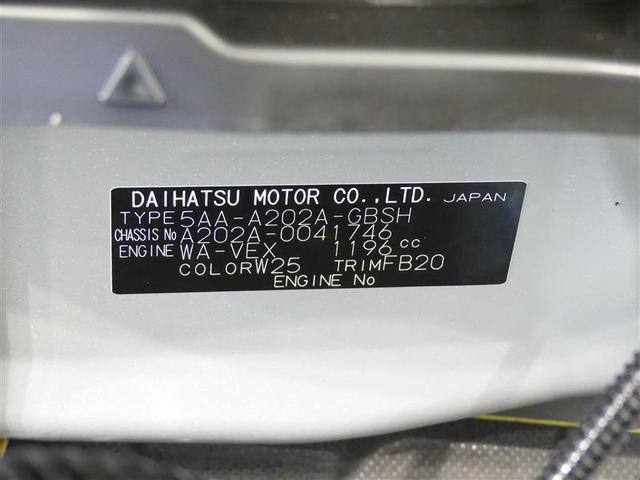 DAIHATSU MOTOR CO.,LTD. JAPAN
TYPE 5AA-A202A-GBSH
CHASSIS No A202A-0041746
ENGINE WA-VEX 1196 cc
COLOR W25 TRIM FB20
ENGINE No